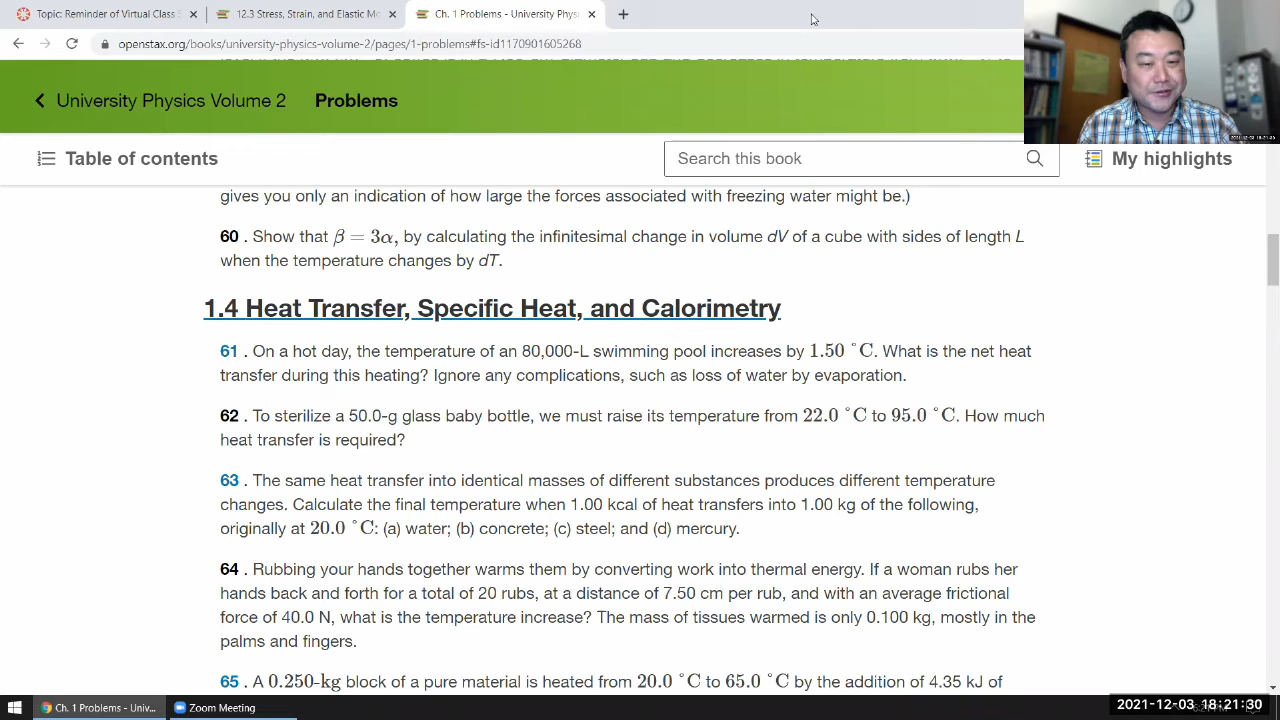 Topic: Reminder of Virtual Class
12.3 Stress, Strain, and Elastic Mo
Ch. 1 Problems - University Physi
openstax.org/books/university-physics-volume-2/pages/1-problems#fs-id1170901605268
University Physics Volume 2 Problems
Table of contents
Search this book
My highlights
gives you only an indication of how large the forces associated with freezing water might be.)
60 . Show that β = 3α, by calculating the infinitesimal change in volume dV of a cube with sides of length L
when the temperature changes by dT.
1.4 Heat Transfer, Specific Heat, and Calorimetry
61 . On a hot day, the temperature of an 80,000-L swimming pool increases by 1.50 °C. What is the net heat
transfer during this heating? Ignore any complications, such as loss of water by evaporation.
62 . To sterilize a 50.0-g glass baby bottle, we must raise its temperature from 22.0 °C to 95.0 °C. How much
heat transfer is required?
63 . The same heat transfer into identical masses of different substances produces different temperature
changes. Calculate the final temperature when 1.00 kcal of heat transfers into 1.00 kg of the following,
originally at 20.0 °C: (a) water; (b) concrete; (c) steel; and (d) mercury.
64 . Rubbing your hands together warms them by converting work into thermal energy. If a woman rubs her
hands back and forth for a total of 20 rubs, at a distance of 7.50 cm per rub, and with an average frictional
force of 40.0 N, what is the temperature increase? The mass of tissues warmed is only 0.100 kg, mostly in the
palms and fingers.
65 . A 0.250-kg block of a pure material is heated from 20.0 °C to 65.0 °C by the addition of 4.35 kJ of
Ch. 1 Problems - Univ...
Zoom Meeting
2021-12-03 18:21:30